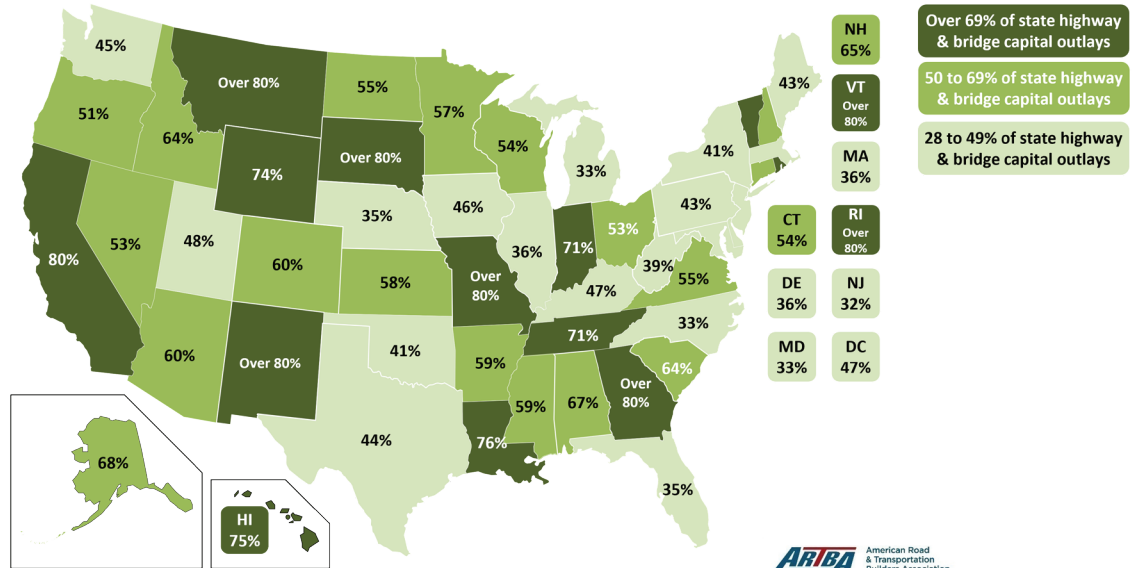 45%
Over 80%
55%
57%
51%
64%
54%
Over 80%
74%
33%
41%
43%
NH
65%
VT
Over
80%
MA
36%
CT
54%
RI
Over
80%
DE
36%
NJ
32%
MD
33%
DC
47%
Over 69% of state highway
& bridge capital outlays
50 to 69% of state highway
& bridge capital outlays
28 to 49% of state highway
& bridge capital outlays
80%
53%
48%
60%
35%
46%
36%
71%
53%
43%
39%
55%
58%
Over
80%
47%
33%
60%
Over 80%
41%
59%
71%
64%
44%
76%
59%
67%
Over
80%
35%
68%
HI
75%
ARTBA
American Road
& Transportation
Builders Association